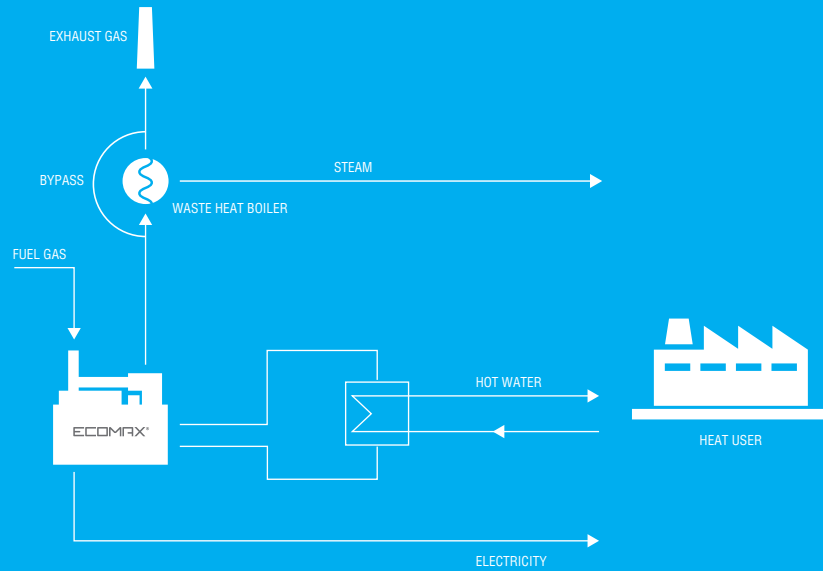 EXHAUST GAS
STEAM
BYPASS
WASTE HEAT BOILER
FUEL GAS
HOT WATER
ECOMAX®
HEAT USER
ELECTRICITY